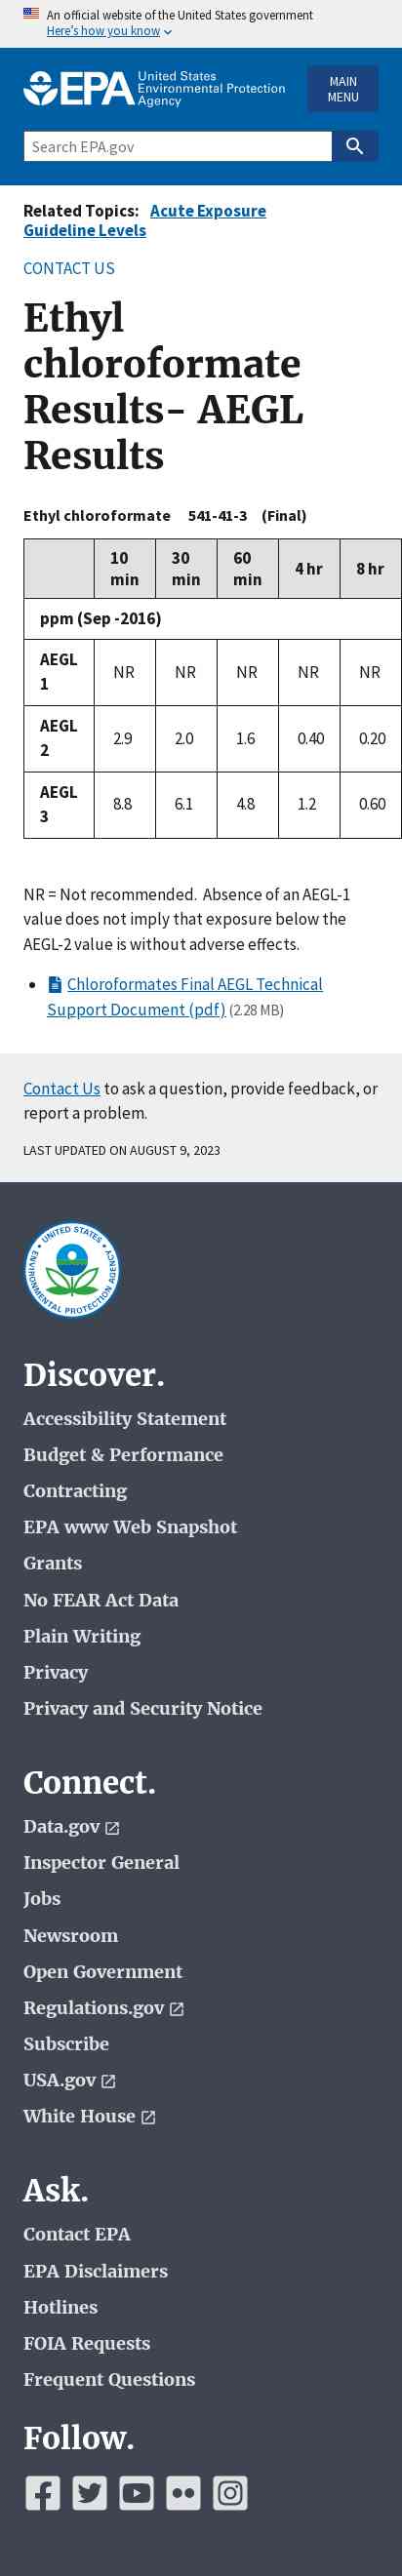 An official website of the United States government
Here's how you know
EPA United States
Environmental Protection
Agency
MAIN
MENU
Search EPA.gov
Related Topics: Acute Exposure
Guideline Levels
CONTACT US
Ethyl
chloroformate
Results- AEGL
Results
Ethyl chloroformate 541-41-3 (Final)
10 min 30 min 60 min 4 hr 8 hr
ppm (Sep -2016)
AEGL 1 NR NR NR NR NR
AEGL 2 2.9 2.0 1.6 0.40 0.20
AEGL 3 8.8 6.1 4.8 1.2 0.60
NR = Not recommended. Absence of an AEGL-1
value does not imply that exposure below the
AEGL-2 value is without adverse effects.
Chloroformates Final AEGL Technical
Support Document (pdf) (2.28 MB)
Contact Us to ask a question, provide feedback, or
report a problem.
LAST UPDATED ON AUGUST 9, 2023
UNITED STATES
ENVIRONMENTAL PROTECTION AGENCY
Discover.
Accessibility Statement
Budget & Performance
Contracting
EPA www Web Snapshot
Grants
No FEAR Act Data
Plain Writing
Privacy
Privacy and Security Notice
Connect.
Data.gov
Inspector General
Jobs
Newsroom
Open Government
Regulations.gov
Subscribe
USA.gov
White House
Ask.
Contact EPA
EPA Disclaimers
Hotlines
FOIA Requests
Frequent Questions
Follow.